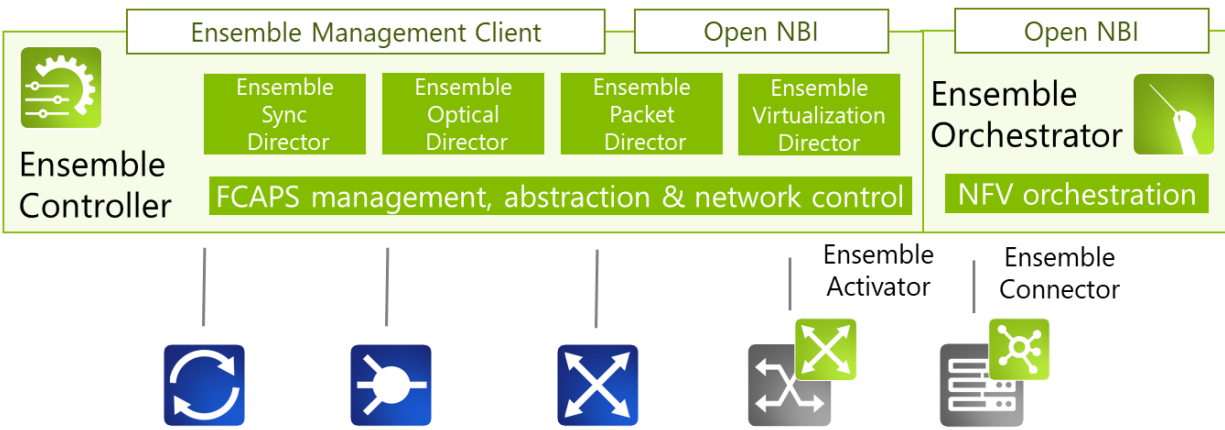 Ensemble Management Client
Open NBI
Open NBI
Ensemble
Controller
Ensemble
Sync
Director
Ensemble
Optical
Director
Ensemble
Packet
Director
Ensemble
Virtualization
Director
FCAPS management, abstraction & network control
Ensemble
Orchestrator
NFV orchestration
Ensemble
Activator
Ensemble
Connector